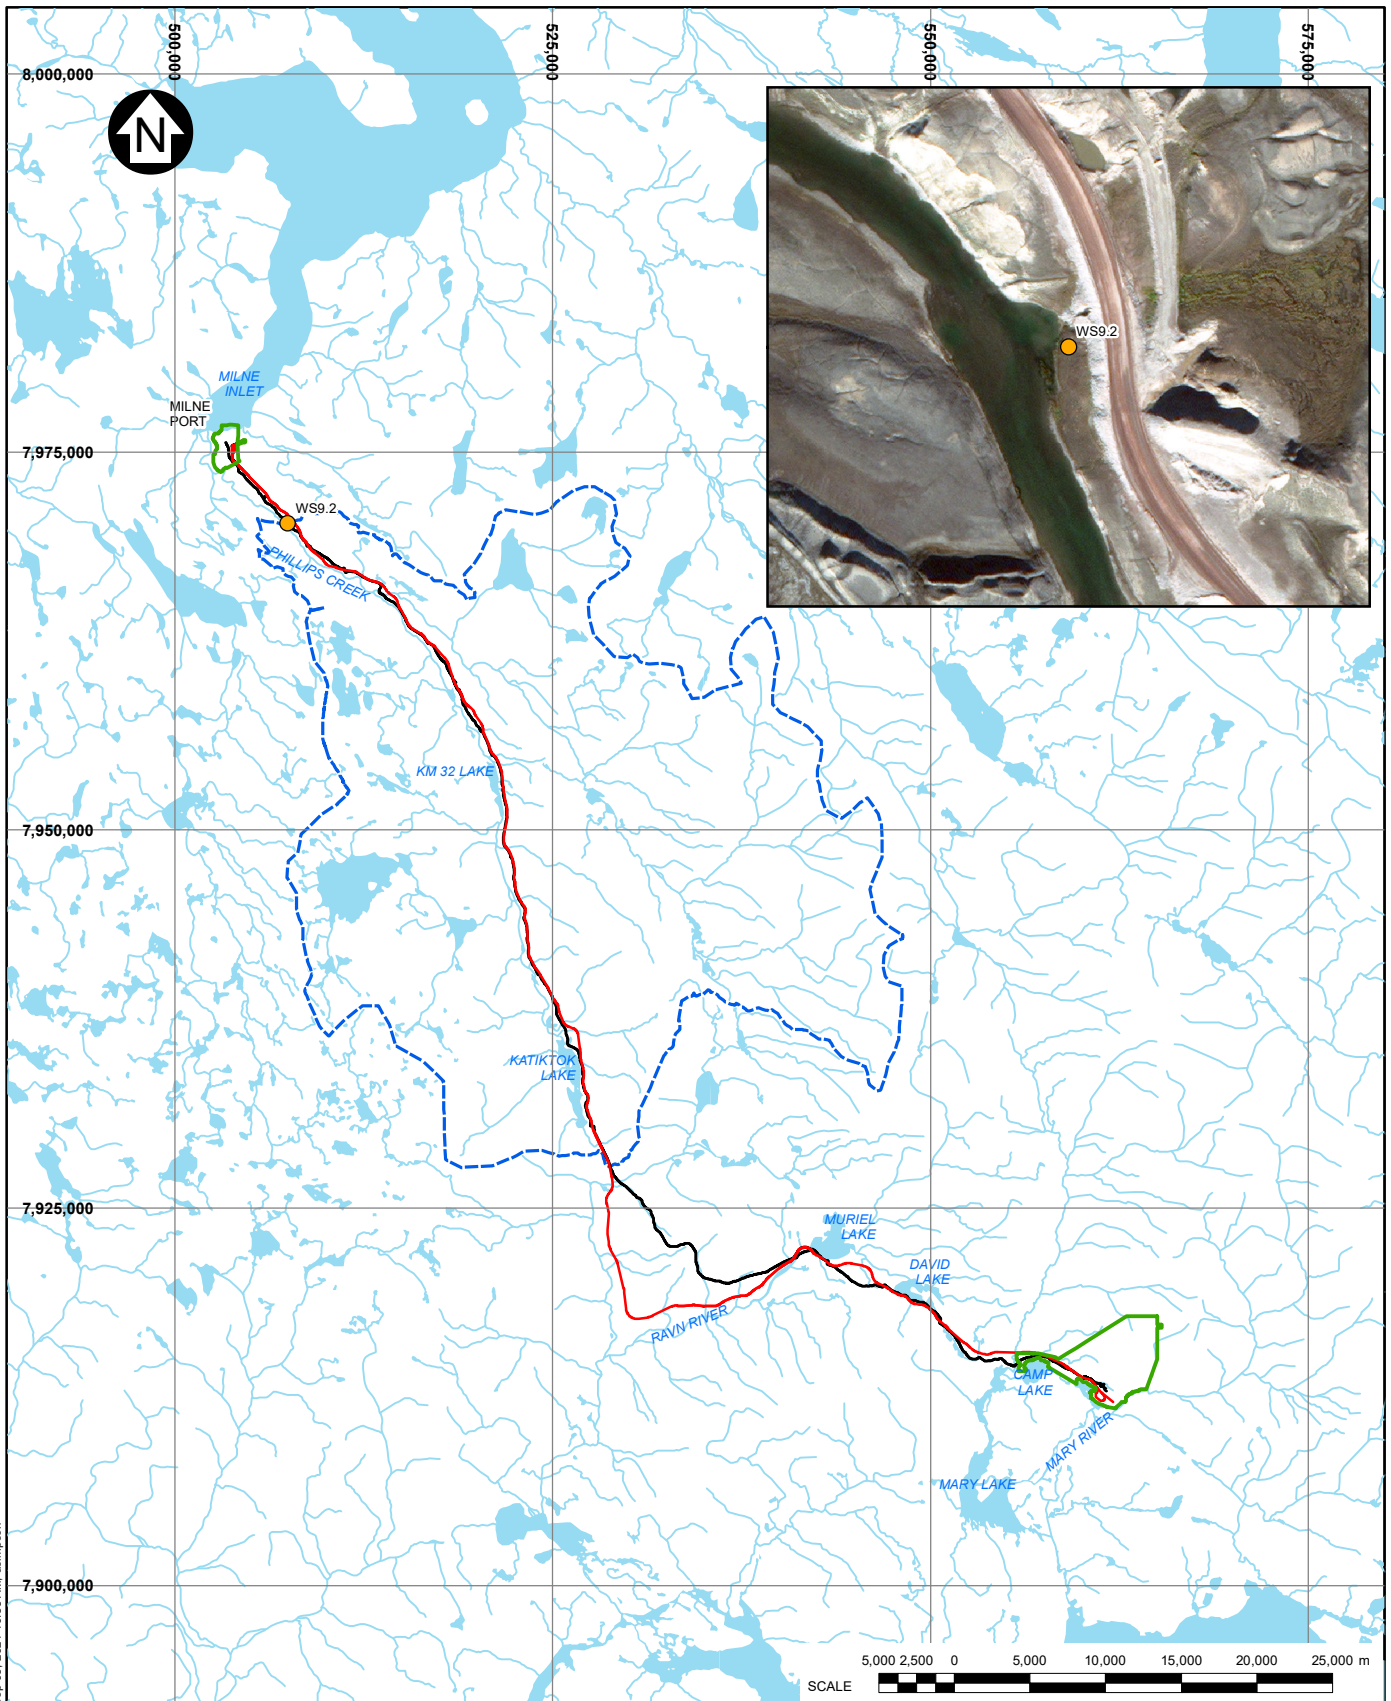 500,000
525,000
550,000
575,000
8,000,000
N
WS9.2
MILNE
INLET
MILNE
PORT
7,975,000
WS9.2
PHILLIPS CREEK
KM 32 LAKE
7,950,000
KATIKTOK
LAKE
7,925,000
MURIEL
LAKE
DAVID
LAKE
RAVN RIVER
CAMP
LAKE
MARY RIVER
MARY LAKE
7,900,000
5,000 2,500 0 5,000 10,000 15,000 20,000 25,000 m
SCALE